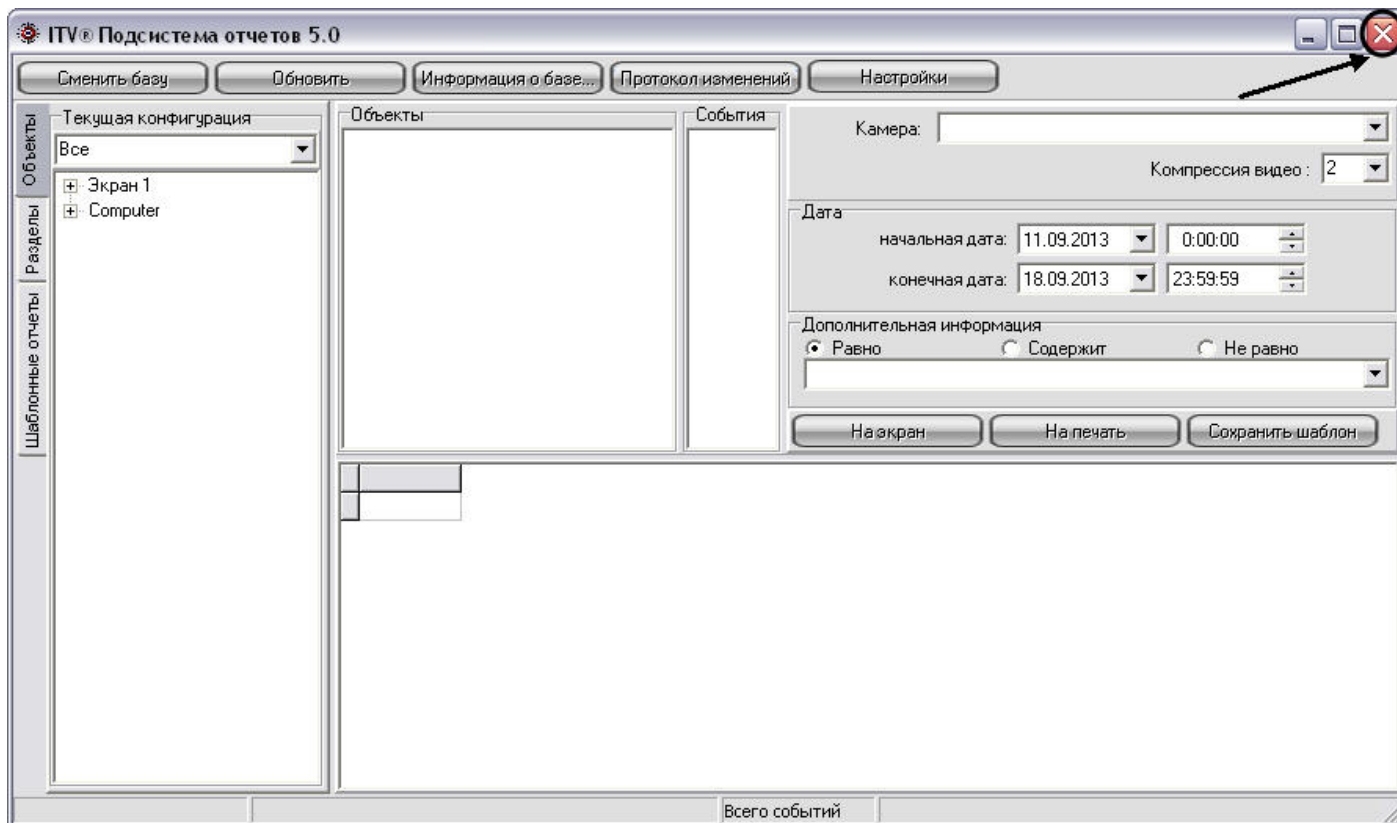 ITV® Подсистема отчетов 5.0
Сменить базу Обновить Информация о базе... Протокол изменений Настройки
Объекты
Разделы
Шаблонные отчеты
Текущая конфигурация
Все
Экран 1
Computer
Объекты
События
Камера:
Компрессия видео : 2
Дата
начальная дата: 11.09.2013 0:00:00
конечная дата: 18.09.2013 23:59:59
Дополнительная информация
Равно Содержит Не равно
На экран На печать Сохранить шаблон
Всего событий